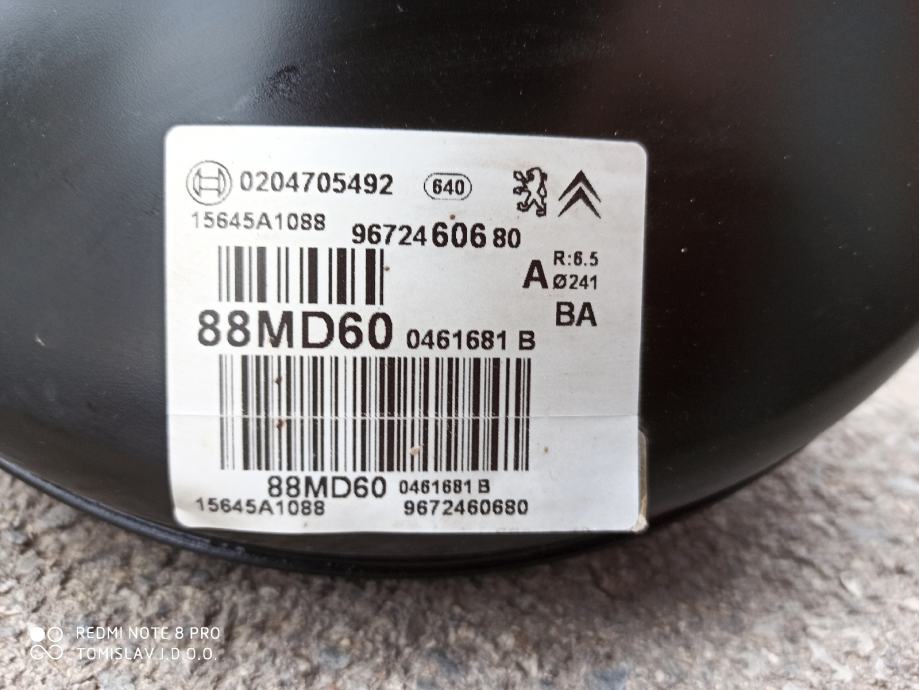 0204705492 640
15645A1088
9672460680
R:6.5
A Ø241
BA
88MD60 0461681 B
88MD60 0461681 B
15645A1088 9672460680
REDMI NOTE 8 PRO
TOMISLAV J.D.O.O.